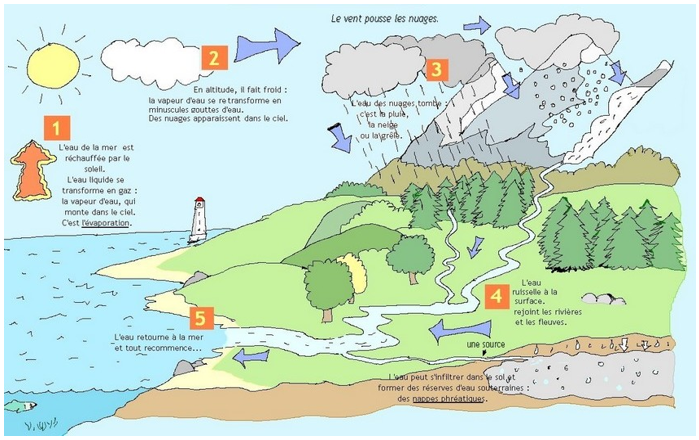 Le vent pousse les nuages.
1
L'eau de la mer est
réchauffée par le
soleil.
L'eau liquide se
transforme en gaz :
la vapeur d'eau, qui
monte dans le ciel.
C'est l'évaporation.
2
En altitude, il fait froid :
la vapeur d'eau se re transforme en
minuscules gouttes d'eau.
Des nuages apparaissent dans le ciel.
3
L'eau des nuages tombe :
c'est la pluie,
la neige
ou la grêle.
4
L'eau
ruisselle à la
surface.
rejoint les rivières
et les fleuves.
5
L'eau retourne à la mer
et tout recommence...
une source
L'eau peut s'infiltrer dans le sol et
former des réserves d'eau souterraines :
des nappes phréatiques.